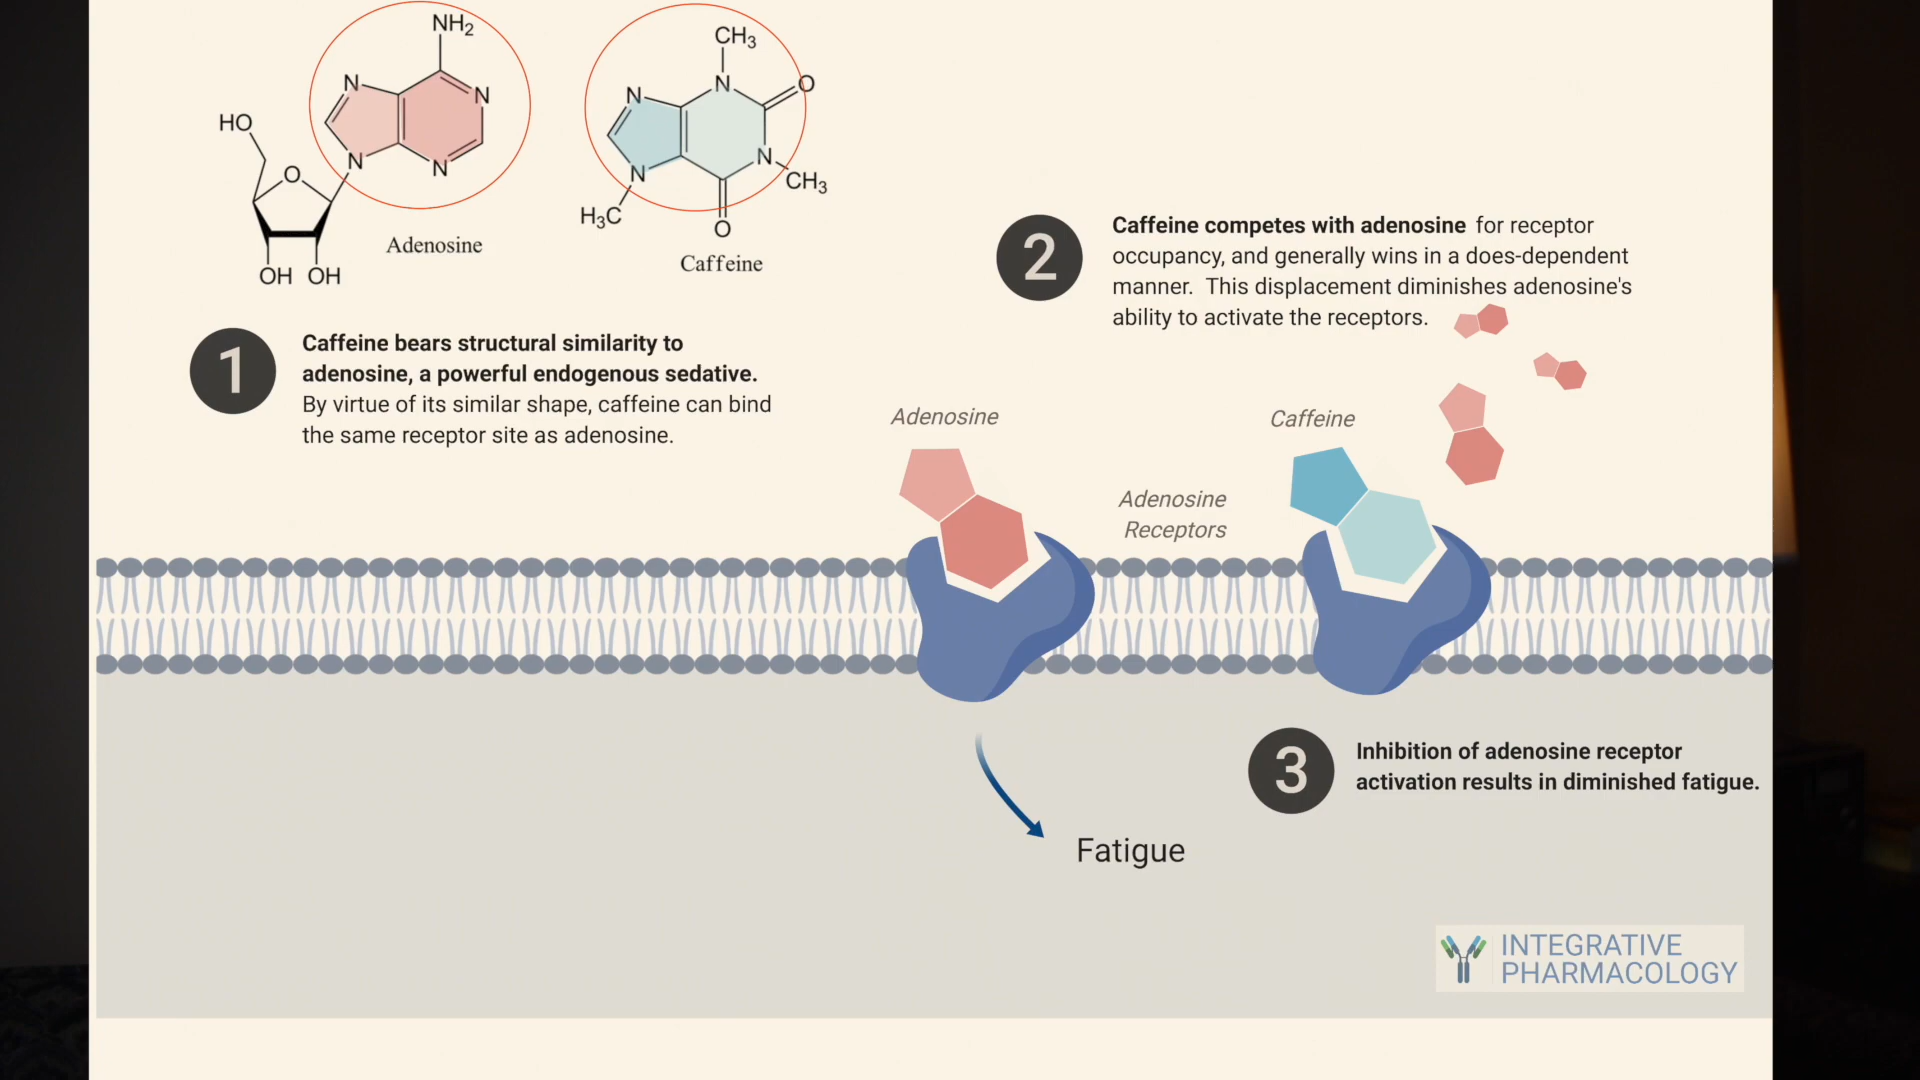 NH2
N
N
N
N
HO
O
OH OH
Adenosine
CH3
N
N
O
N
N
CH3
H3C
O
Caffeine
1
Caffeine bears structural similarity to
adenosine, a powerful endogenous sedative.
By virtue of its similar shape, caffeine can bind
the same receptor site as adenosine.
2
Caffeine competes with adenosine for receptor
occupancy, and generally wins in a does-dependent
manner. This displacement diminishes adenosine's
ability to activate the receptors.
Adenosine
Caffeine
Adenosine
Receptors
3
Inhibition of adenosine receptor
activation results in diminished fatigue.
Fatigue
INTEGRATIVE
PHARMACOLOGY